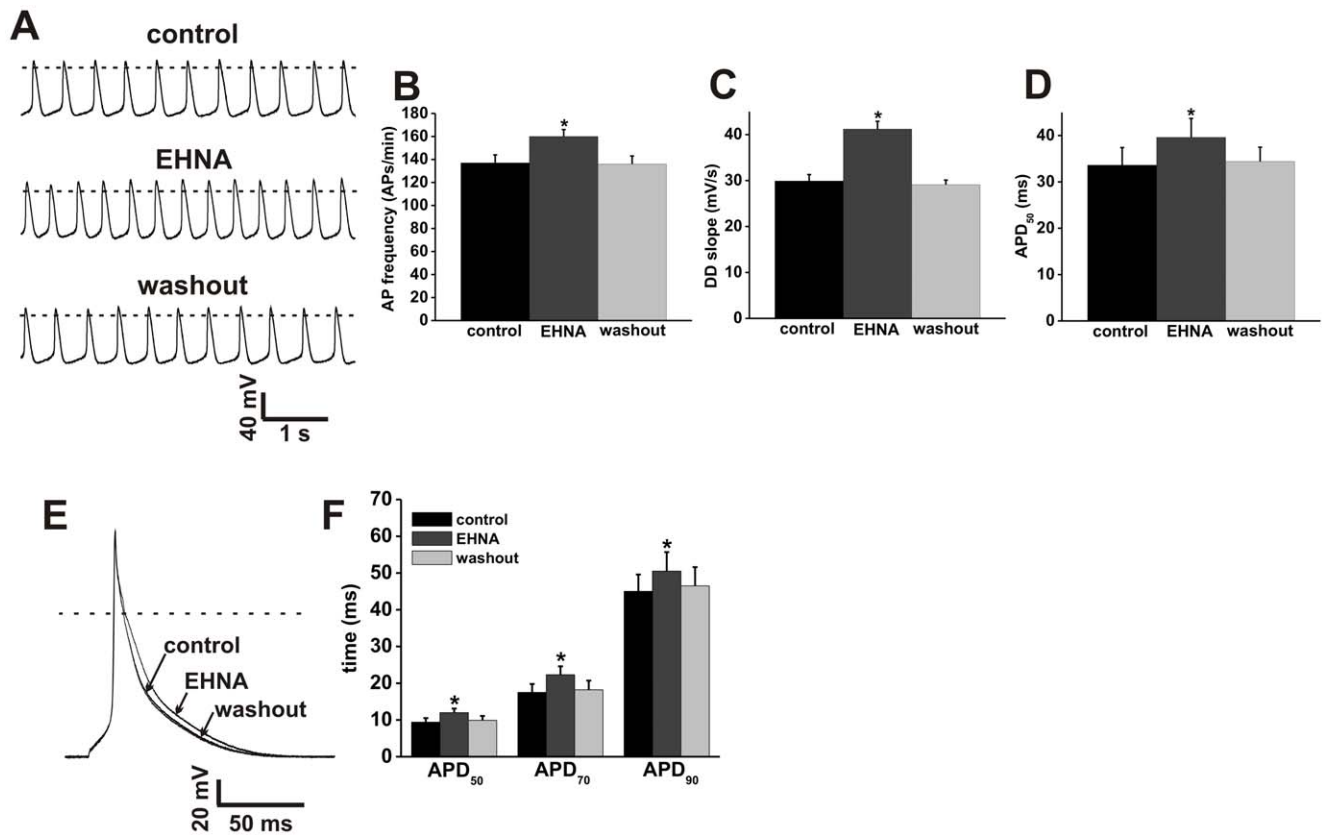 A
control
EHNA
washout
40 mV
1 s
B
AP frequency (APs/min)
180
160
140
120
100
80
60
40
20
0
*
control EHNA washout
C
DD slope (mV/s)
40
30
20
10
0
*
control EHNA washout
D
APD50 (ms)
40
30
20
10
0
*
control EHNA washout
E
control
EHNA
washout
20 mV
50 ms
F
time (ms)
70
60
50
40
30
20
10
0
control
EHNA
washout
* * *
APD50 APD70 APD90